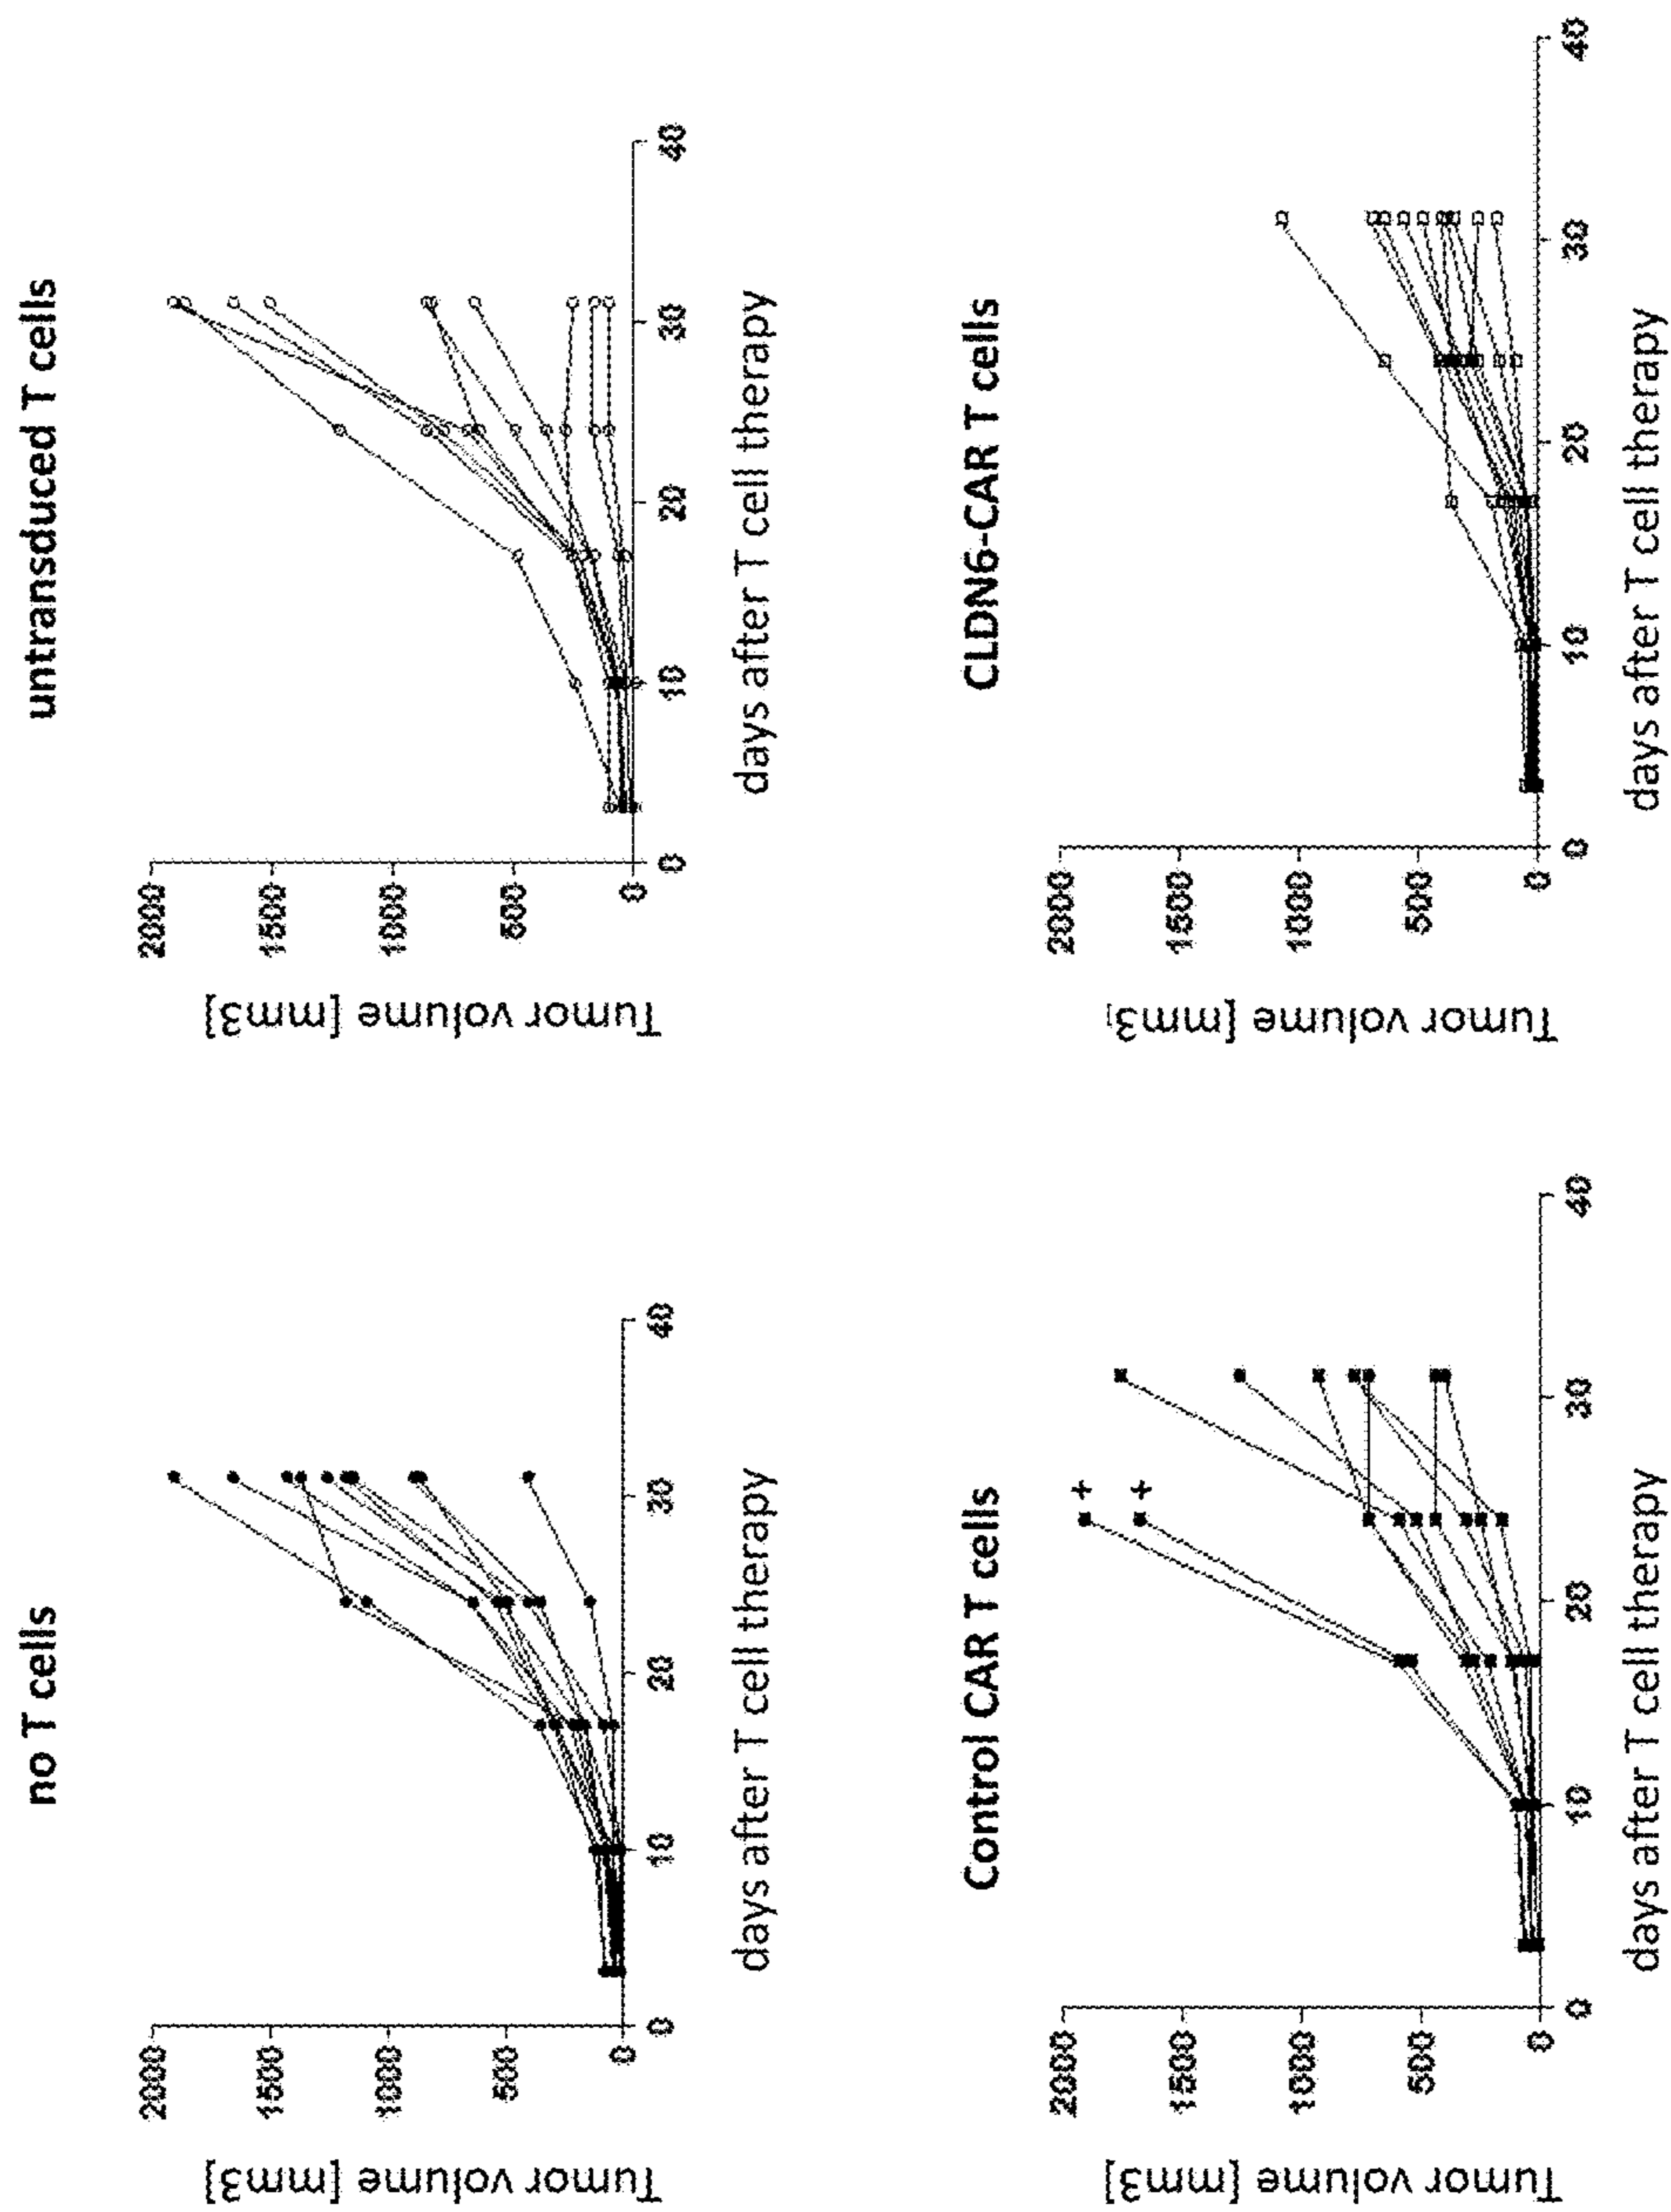 no T cells
Tumor volume [mm3]
2000
1500
1000
500
0
0 10 20 30 40
days after T cell therapy
untransduced T cells
Tumor volume [mm3]
2000
1500
1000
500
0
0 10 20 30 40
days after T cell therapy
Control CAR T cells
Tumor volume [mm3]
2000
1500
1000
500
0
+
+
0 10 20 30 40
days after T cell therapy
CLDN6-CAR T cells
Tumor volume [mm3]
2000
1500
1000
500
0
0 10 20 30 40
days after T cell therapy